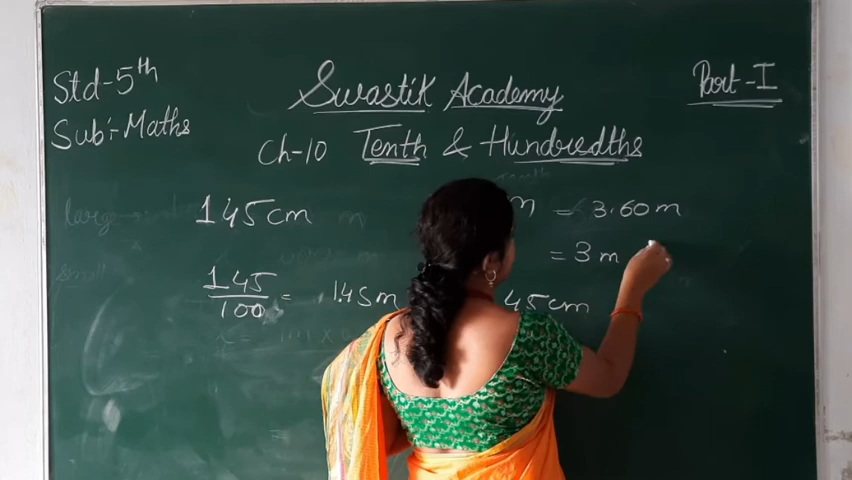 Std-5th
Swastik Academy
Part-I
Sub:-Maths
Ch-10 Tenth & Hundredths
145cm
m = 3.60m
= 3m
145/100 = 1.45m
45cm